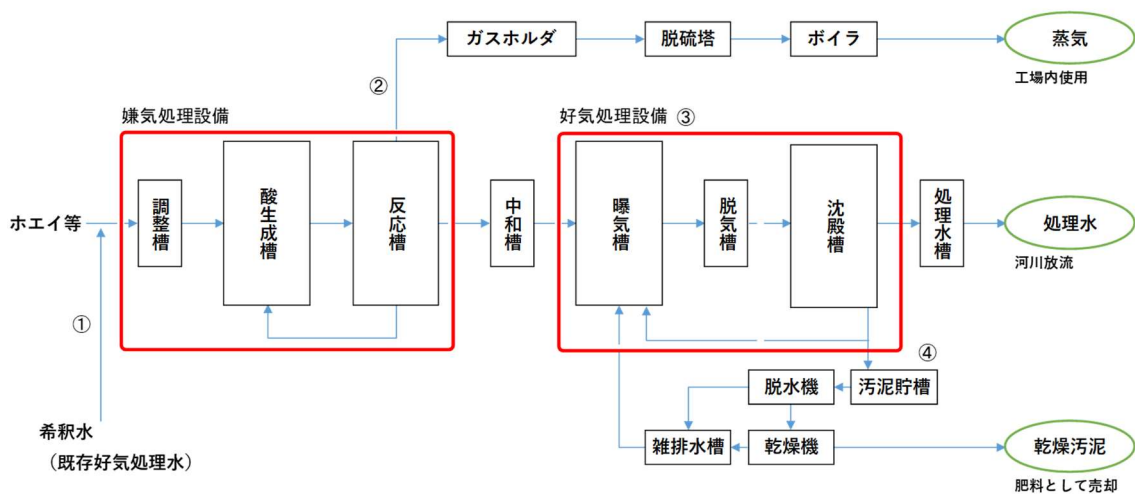 ガスホルダ
脱硫塔
ボイラ
蒸気
工場内使用
②
嫌気処理設備
好気処理設備 ③
ホエイ等
調整槽
酸生成槽
反応槽
中和槽
曝気槽
脱気槽
沈殿槽
処理水槽
処理水
河川放流
①
④
脱水機
汚泥貯槽
希釈水
（既存好気処理水）
雑排水槽
乾燥機
乾燥汚泥
肥料として売却